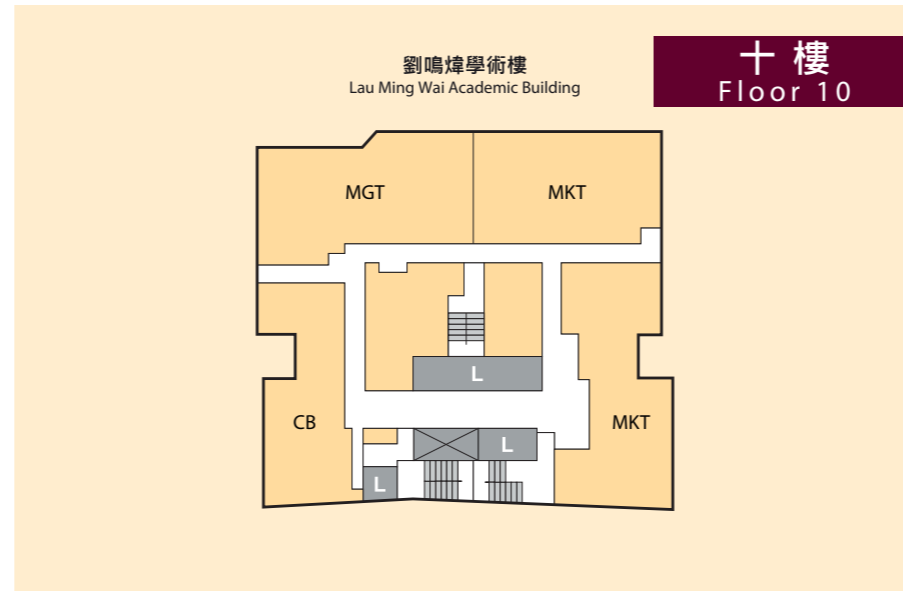 劉鳴煒學術樓
Lau Ming Wai Academic Building
十樓
Floor 10
MGT
MKT
L
CB
MKT
L
L